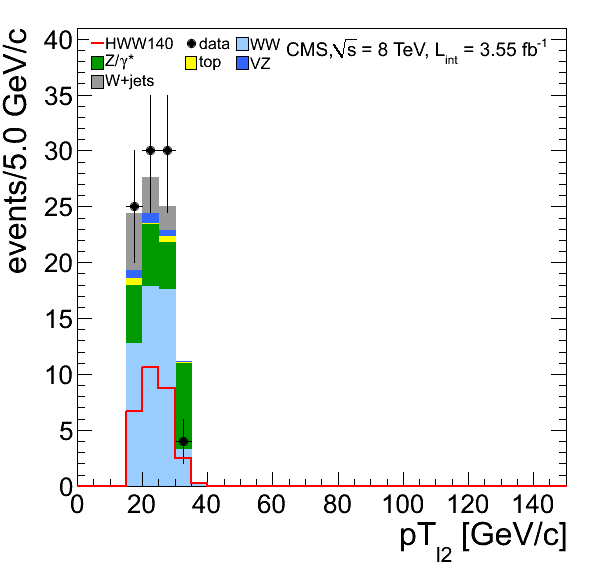 events/5.0 GeV/c
HWW140 data WW
Z/γ* top VZ
W+jets
CMS,√s = 8 TeV, L_int = 3.55 fb⁻¹
40
35
30
25
20
15
10
5
0
0 20 40 60 80 100 120 140
pT_l2 [GeV/c]